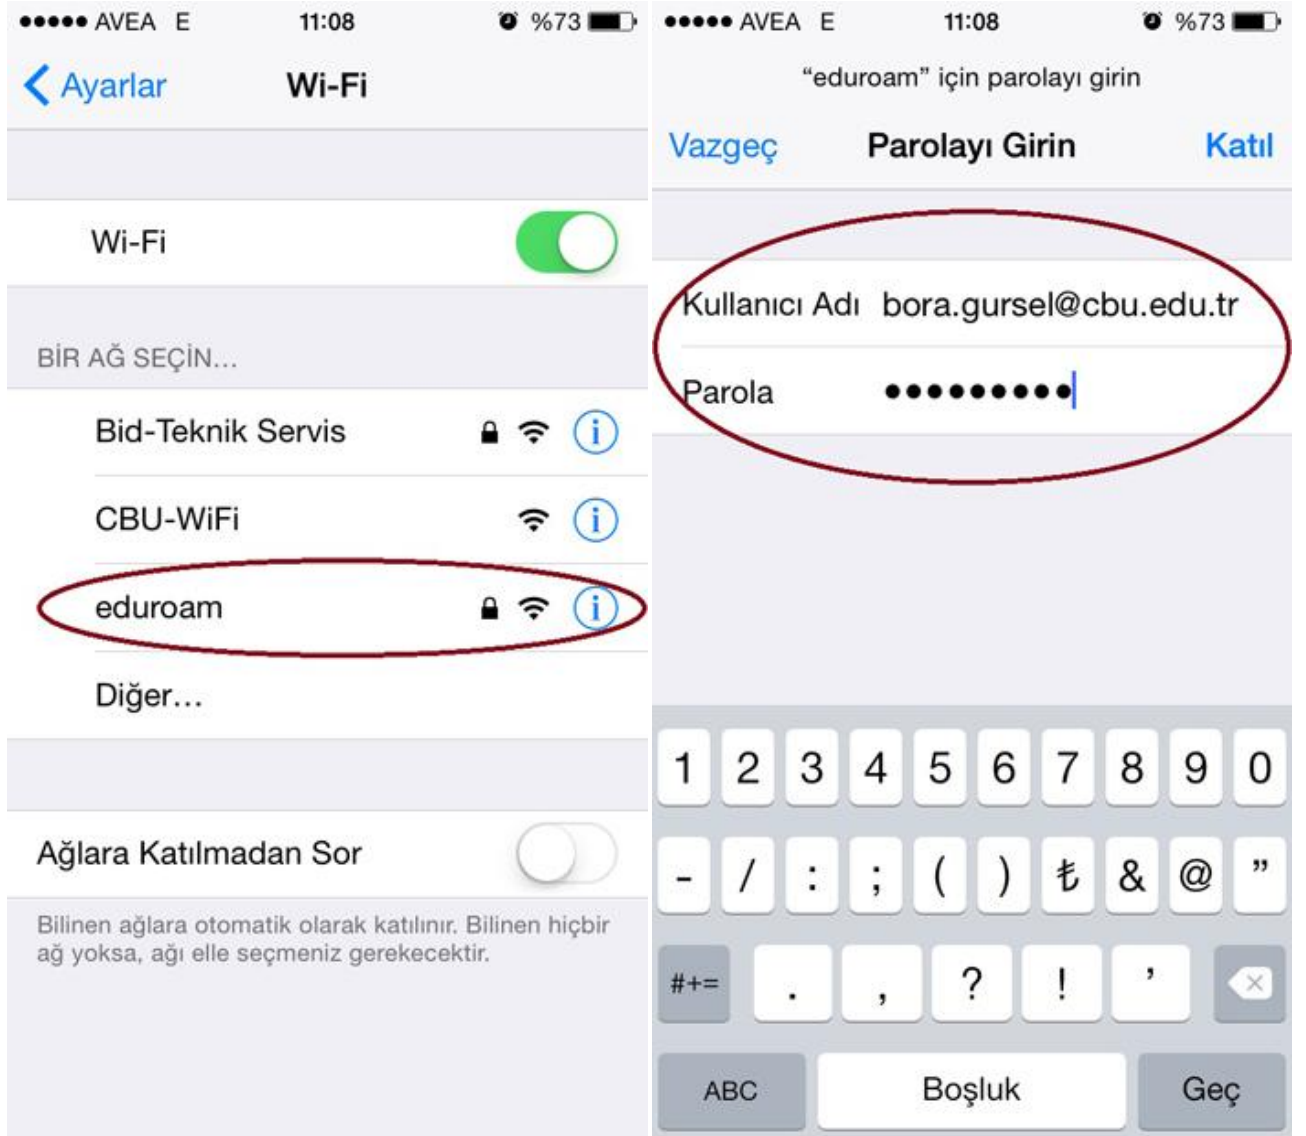 AVEA E 11:08 %73
Ayarlar Wi-Fi
Wi-Fi
BİR AĞ SEÇİN...
Bid-Teknik Servis
CBU-WiFi
eduroam
Diğer...
Ağlara Katılmadan Sor
Bilinen ağlara otomatik olarak katılınır. Bilinen hiçbir
ağ yoksa, ağı elle seçmeniz gerekecektir.
AVEA E 11:08 %73
“eduroam” için parolayı girin
Vazgeç Parolayı Girin Katıl
Kullanıcı Adı bora.gursel@cbu.edu.tr
Parola •••••••••
1 2 3 4 5 6 7 8 9 0
- / : ; ( ) ₺ & @ ”
#+= . , ? ! ’
ABC Boşluk Geç